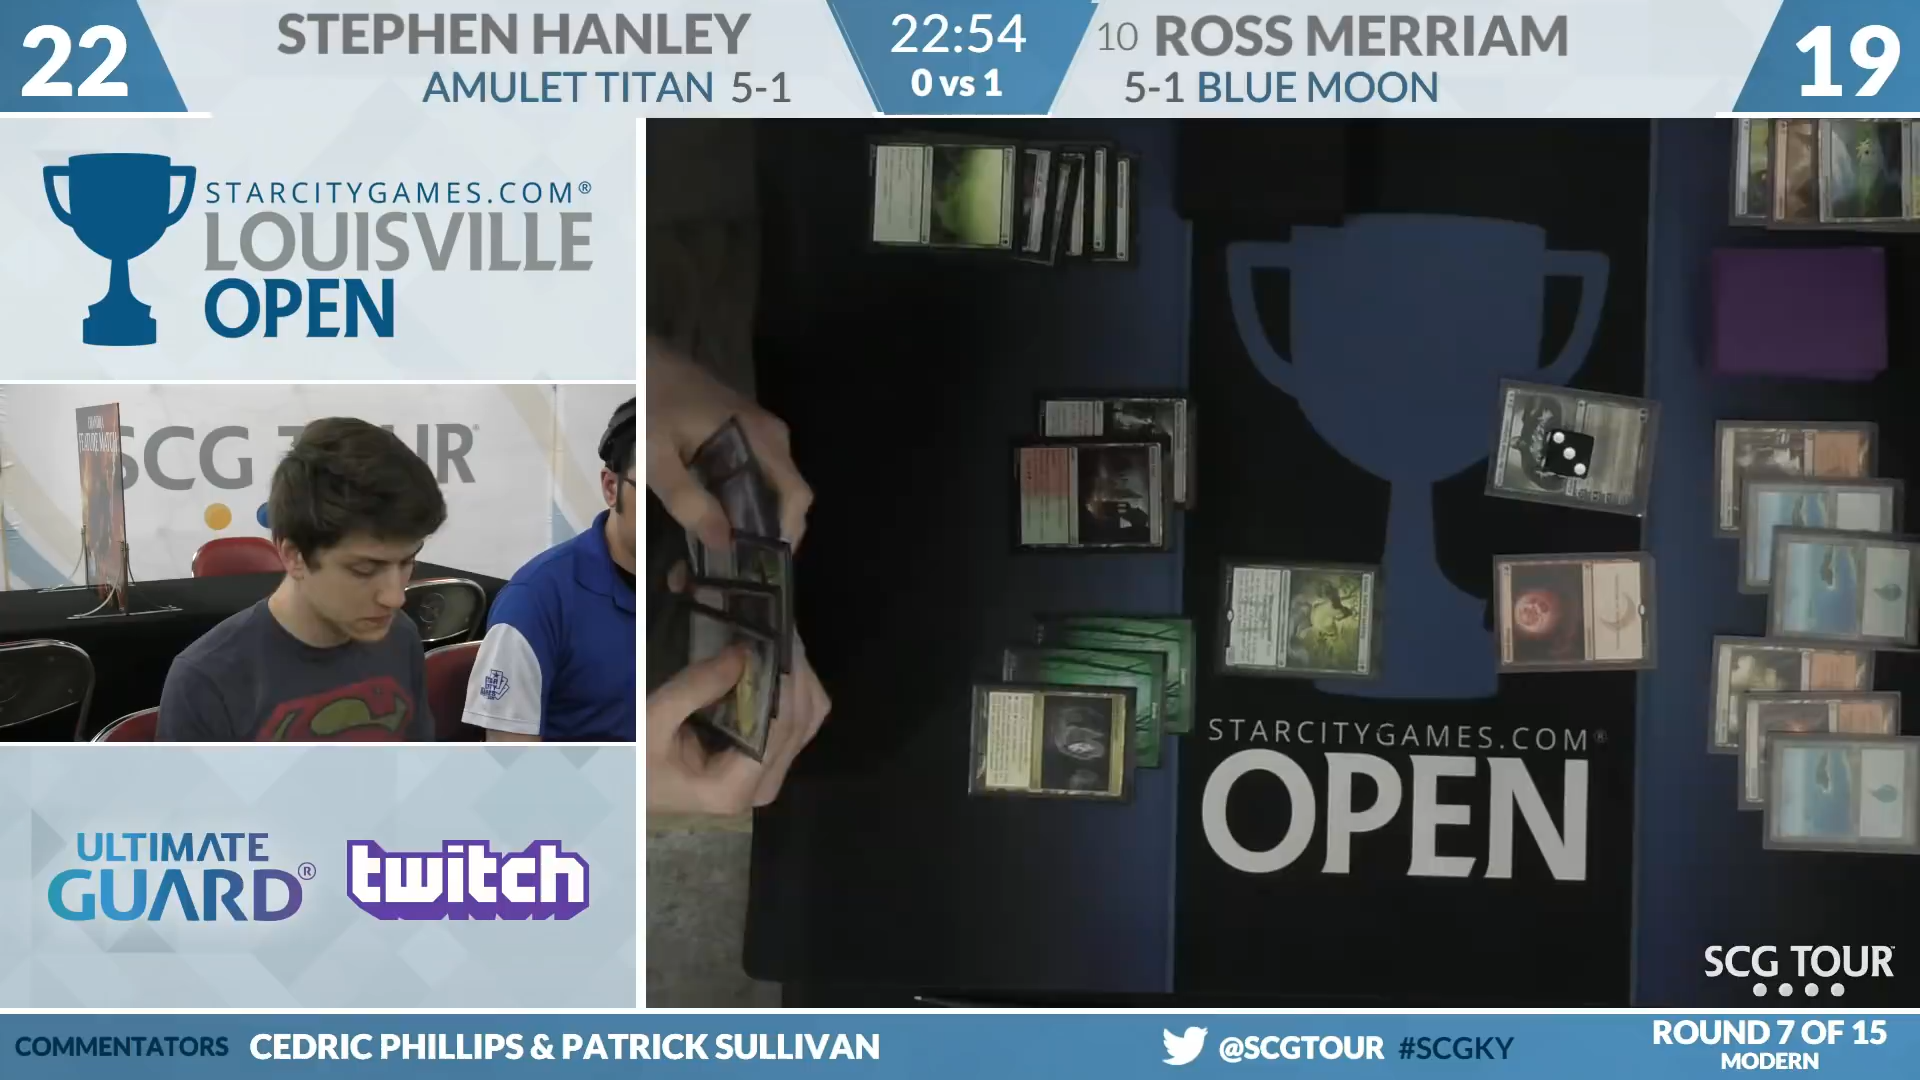 22
STEPHEN HANLEY
AMULET TITAN 5-1
22:54
0 vs 1
10 ROSS MERRIAM
5-1 BLUE MOON
19
STARCITYGAMES.COM®
LOUISVILLE
OPEN
SCG TOUR
FEATURE MATCH
ULTIMATE
GUARD®
twitch
STARCITYGAMES.COM®
OPEN
SCG TOUR
COMMENTATORS CEDRIC PHILLIPS & PATRICK SULLIVAN
@SCGTOUR #SCGKY
ROUND 7 OF 15
MODERN